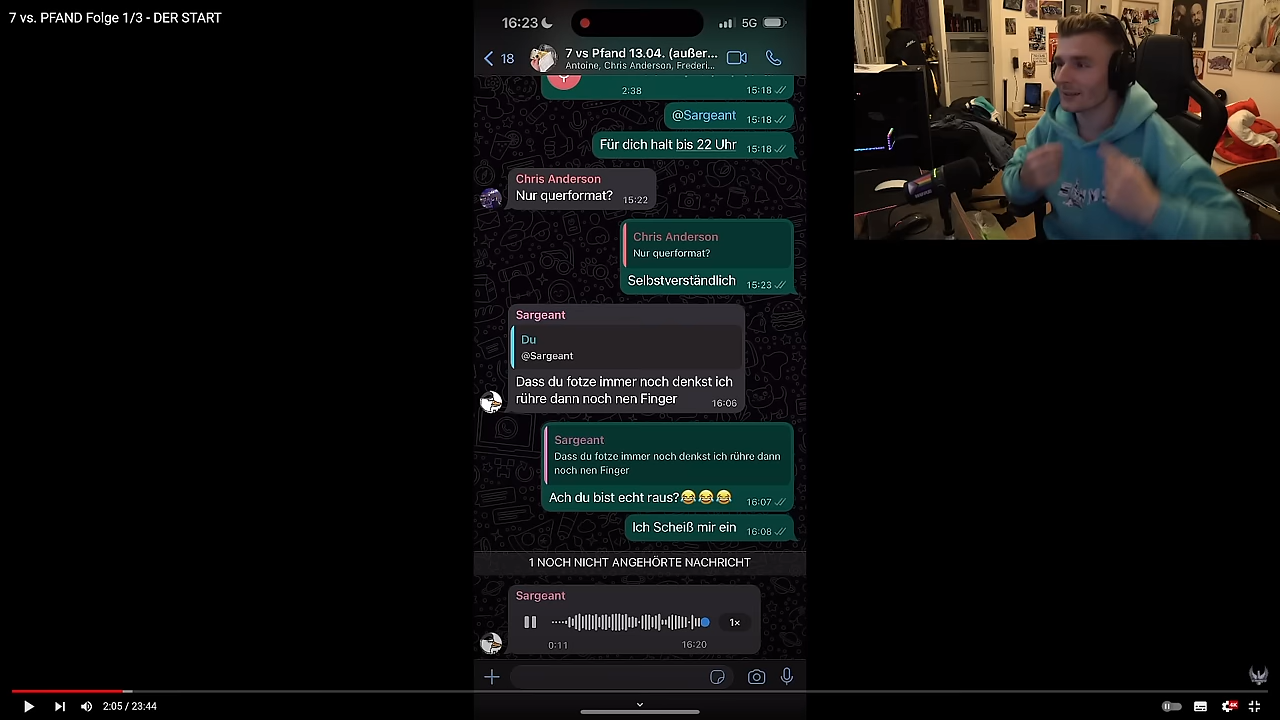 7 vs. PFAND Folge 1/3 - DER START
16:23
5G
18
7 vs Pfand 13.04. (außer...
Antoine, Chris Anderson, Frederi...
2:38
15:18
@Sargeant
15:18
Für dich halt bis 22 Uhr
15:18
Chris Anderson
Nur querformat?
15:22
Chris Anderson
Nur querformat?
Selbstverständlich
15:23
Sargeant
Du
@Sargeant
Dass du fotze immer noch denkst ich
rühre dann noch nen Finger
16:06
Sargeant
Dass du fotze immer noch denkst ich rühre dann
noch nen Finger
Ach du bist echt raus?😂😂😂
16:07
Ich Scheiß mir ein
16:08
1 NOCH NICHT ANGEHÖRTE NACHRICHT
Sargeant
1×
0:11
16:20
2:05 / 23:44